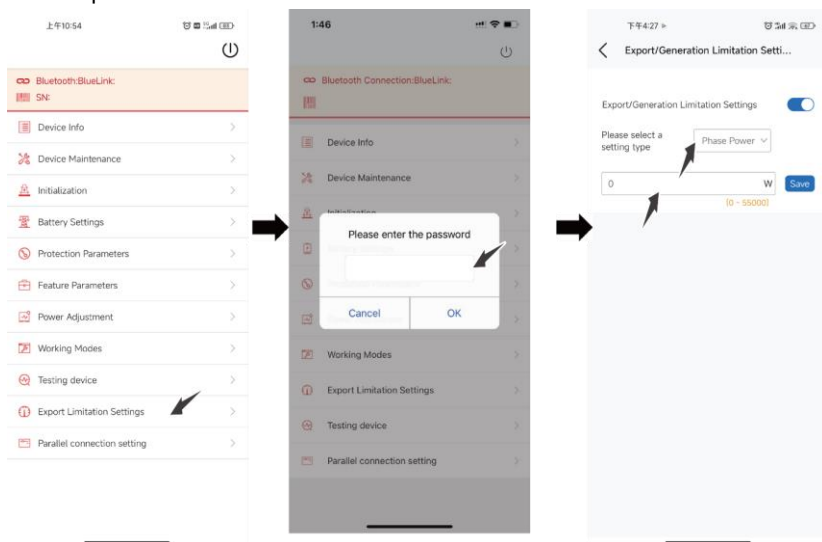 上午10:54
Bluetooth:BlueLink:
SN:
Device Info
Device Maintenance
Initialization
Battery Settings
Protection Parameters
Feature Parameters
Power Adjustment
Working Modes
Testing device
Export Limitation Settings
Parallel connection setting
1:46
Bluetooth Connection:BlueLink:
Device Info
Device Maintenance
Initialization
Please enter the password
Cancel
OK
Working Modes
Export Limitation Settings
Testing device
Parallel connection setting
下午4:27
Export/Generation Limitation Setti...
Export/Generation Limitation Settings
Please select a
setting type
Phase Power
0
W
Save
[0 ~ 55000]